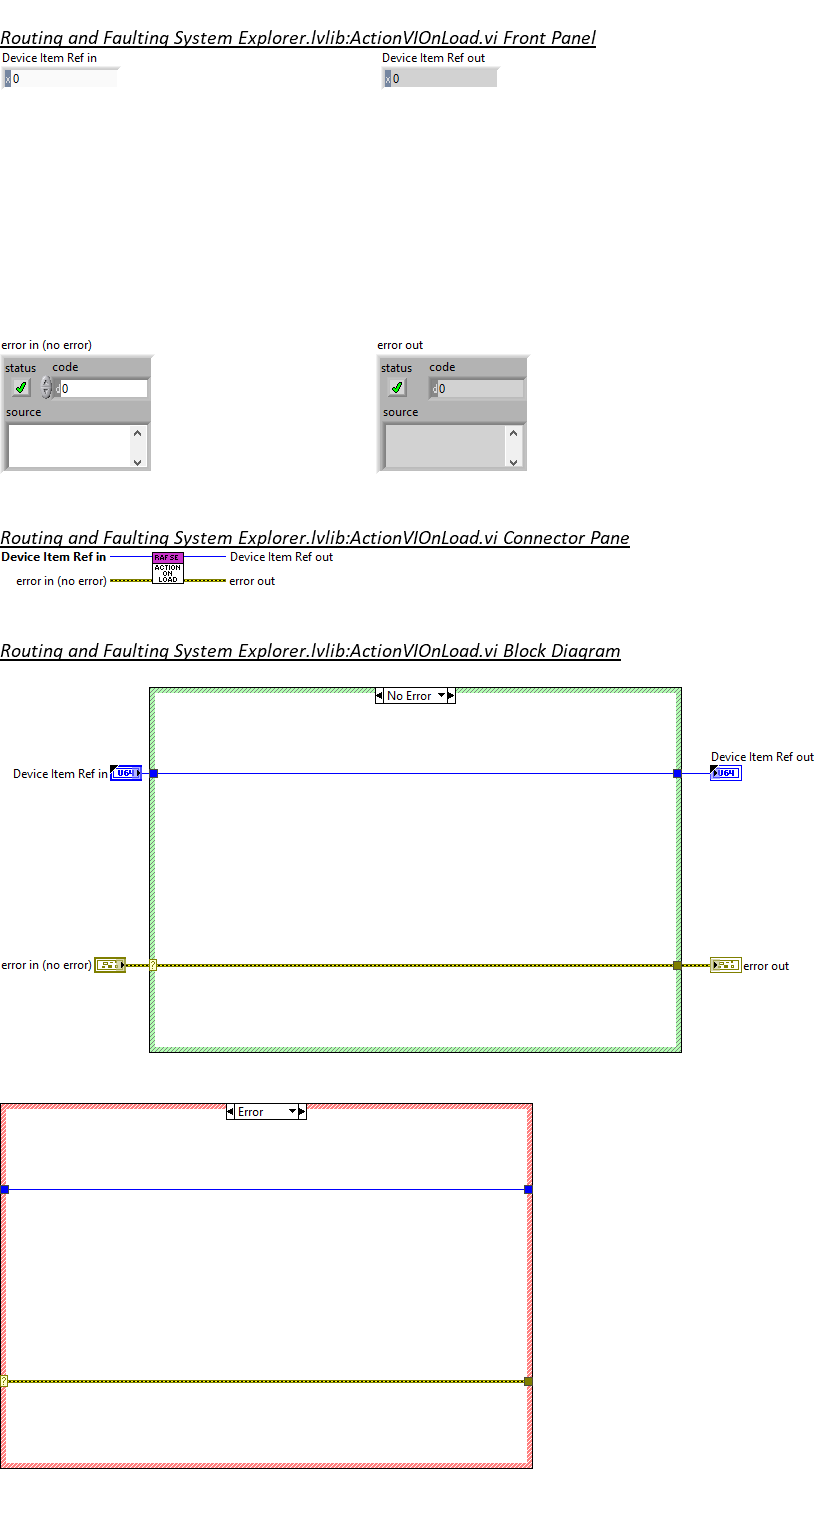 Routing and Faulting System Explorer.lvlib:ActionVIOnLoad.vi Front Panel
Device Item Ref in
Device Item Ref out
x 0
x 0
error in (no error)
error out
status code
status code
d 0
d 0
source
source
Routing and Faulting System Explorer.lvlib:ActionVIOnLoad.vi Connector Pane
Device Item Ref in
RAF SE
Device Item Ref out
ACTION
ON
LOAD
error in (no error)
error out
Routing and Faulting System Explorer.lvlib:ActionVIOnLoad.vi Block Diagram
No Error
Device Item Ref out
Device Item Ref in
U64
U64
error in (no error)
?
error out
Error
?